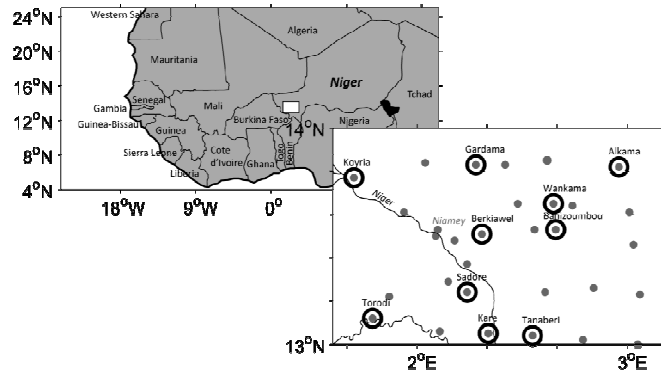 24°N
20°N
16°N
12°N
8°N
4°N
18°W
9°W
0°
Western Sahara
Algeria
Mauritania
Niger
Tchad
Senegal
Mali
Gambia
Burkina Faso
Nigeria
Guinea-Bissau
Guinea
Sierra Leone
Cote
d'Ivoire
Ghana
Togo
Benin
Liberia
14°N
Koyria
Gardama
Alkama
Niger
Wankama
Niamey
Berkiawel
Banizoumbou
Sadore
Torodi
Kare
Tanaberi
13°N
2°E
3°E